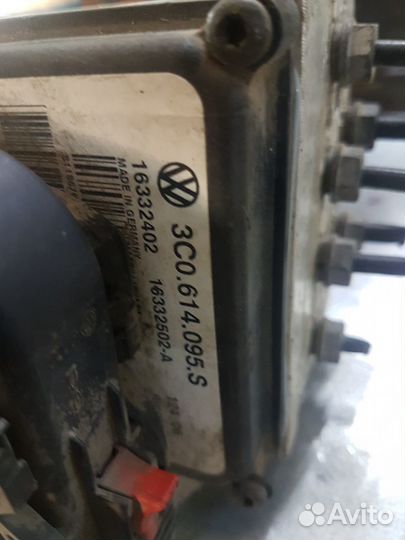 3C0.614.095.S
16332402 16332502-A
MADE IN GERMANY
Avito